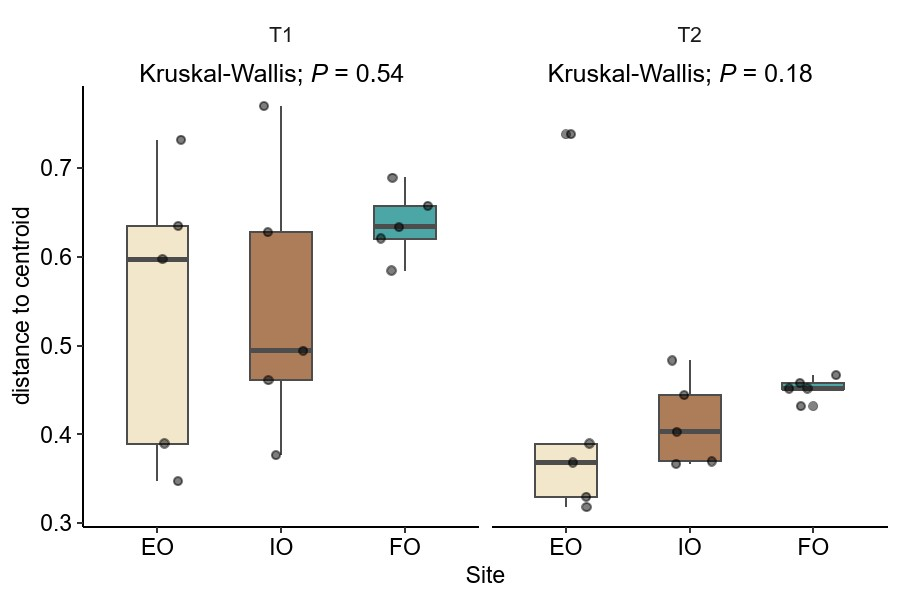 T1
T2
Kruskal-Wallis; P = 0.54
Kruskal-Wallis; P = 0.18
distance to centroid
0.7
0.6
0.5
0.4
0.3
EO IO FO
EO IO FO
Site